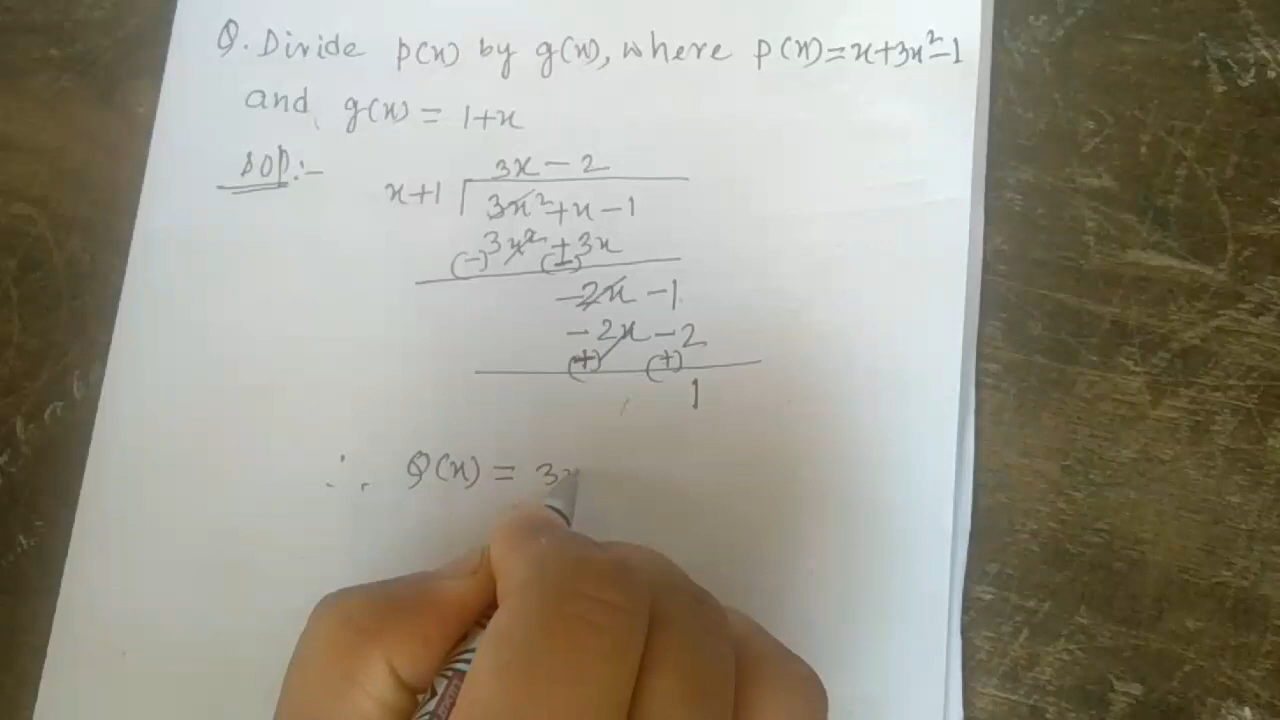 Q. Divide p(x) by g(x), where p(x)=x+3x²-1
and, g(x) = 1+x
Sol:-
3x - 2
x+1 3x²+x-1
3x² + 3x
(-) (-)
-2x -1
-2x -2
(+) (+)
1
∴ Q(x) = 3x